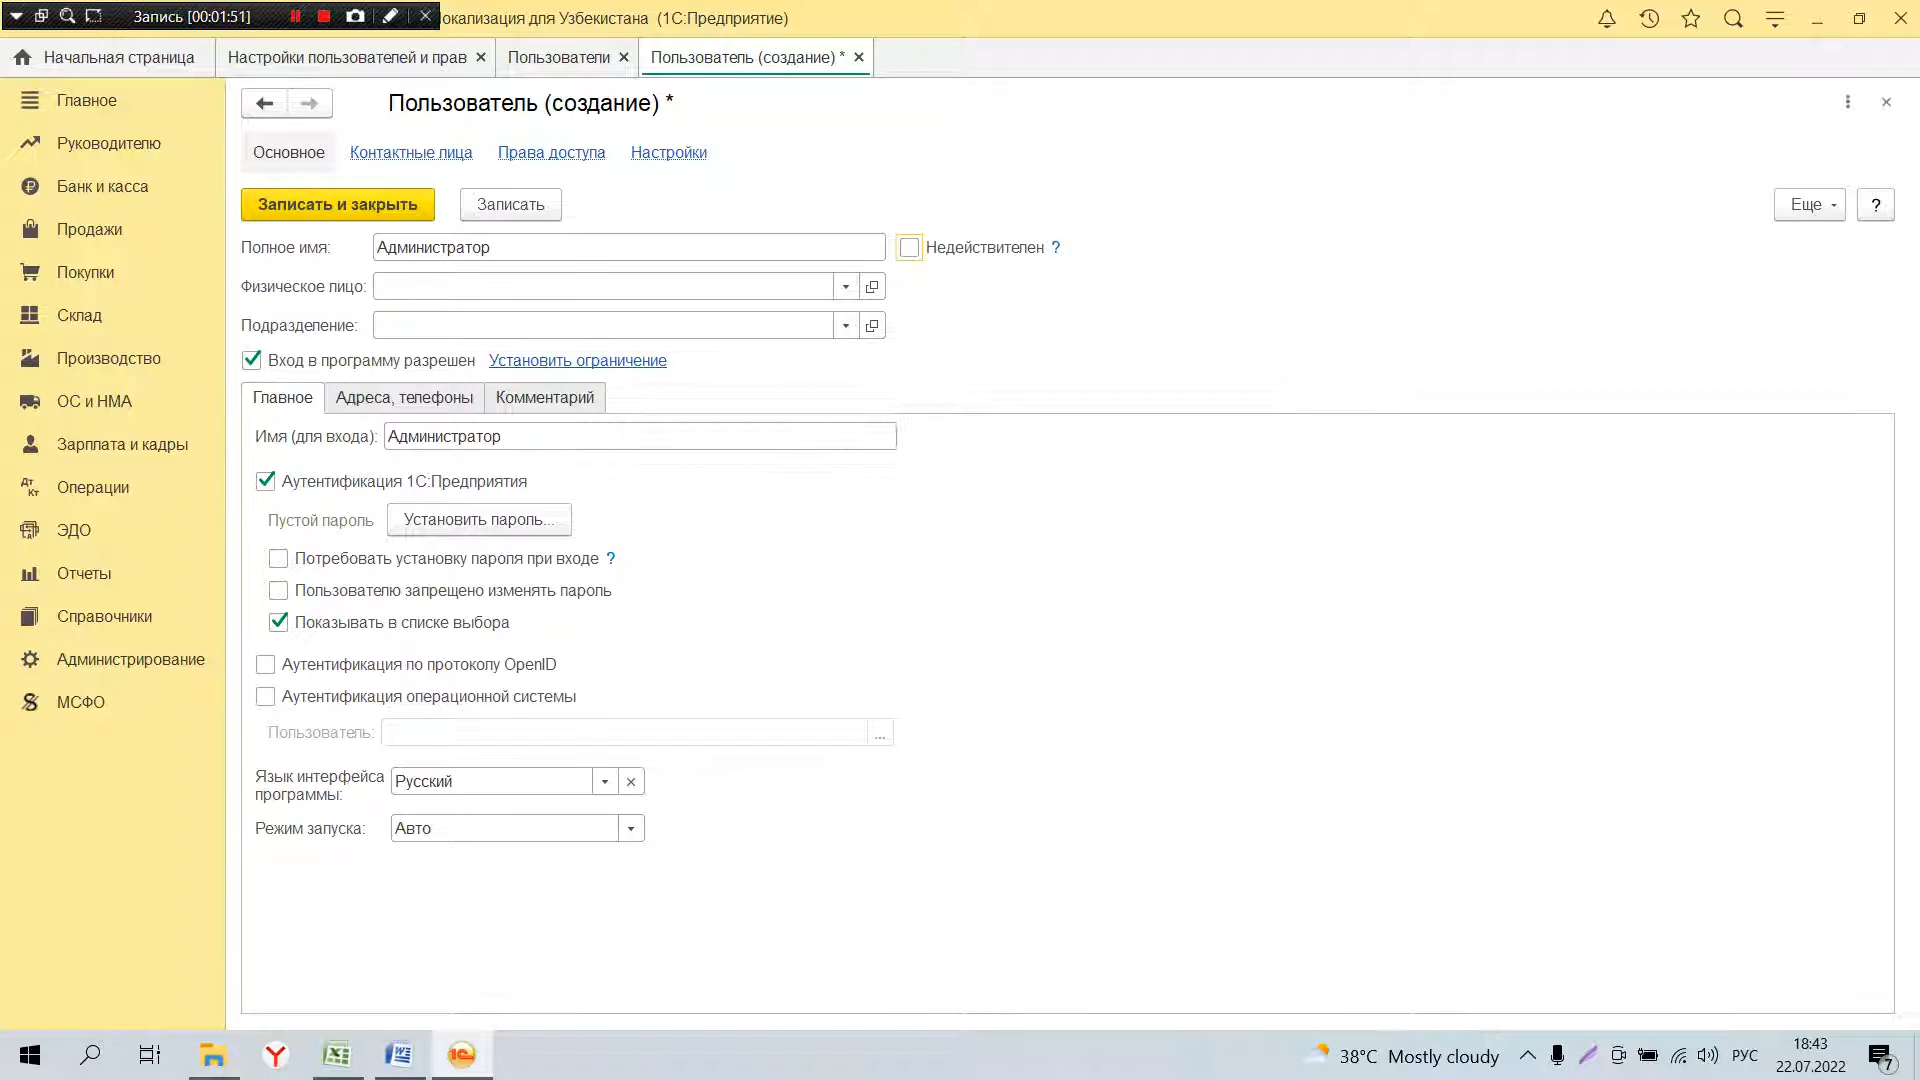 Запись [00:01:51]
окализация для Узбекистана (1С:Предприятие)
Начальная страница
Настройки пользователей и прав
Пользователи
Пользователь (создание) *
Главное
Руководителю
Банк и касса
Продажи
Покупки
Склад
Производство
ОС и НМА
Зарплата и кадры
Дт Кт Операции
ЭДО
Отчеты
Справочники
Администрирование
МСФО
Пользователь (создание) *
Основное Контактные лица Права доступа Настройки
Записать и закрыть Записать Еще ?
Полное имя: Администратор Недействителен ?
Физическое лицо:
Подразделение:
Вход в программу разрешен Установить ограничение
Главное Адреса, телефоны Комментарий
Имя (для входа): Администратор
Аутентификация 1С:Предприятия
Пустой пароль Установить пароль...
Потребовать установку пароля при входе ?
Пользователю запрещено изменять пароль
Показывать в списке выбора
Аутентификация по протоколу OpenID
Аутентификация операционной системы
Пользователь: ...
Язык интерфейса
программы: Русский
Режим запуска: Авто
38°C Mostly cloudy
РУС
18:43
22.07.2022
7